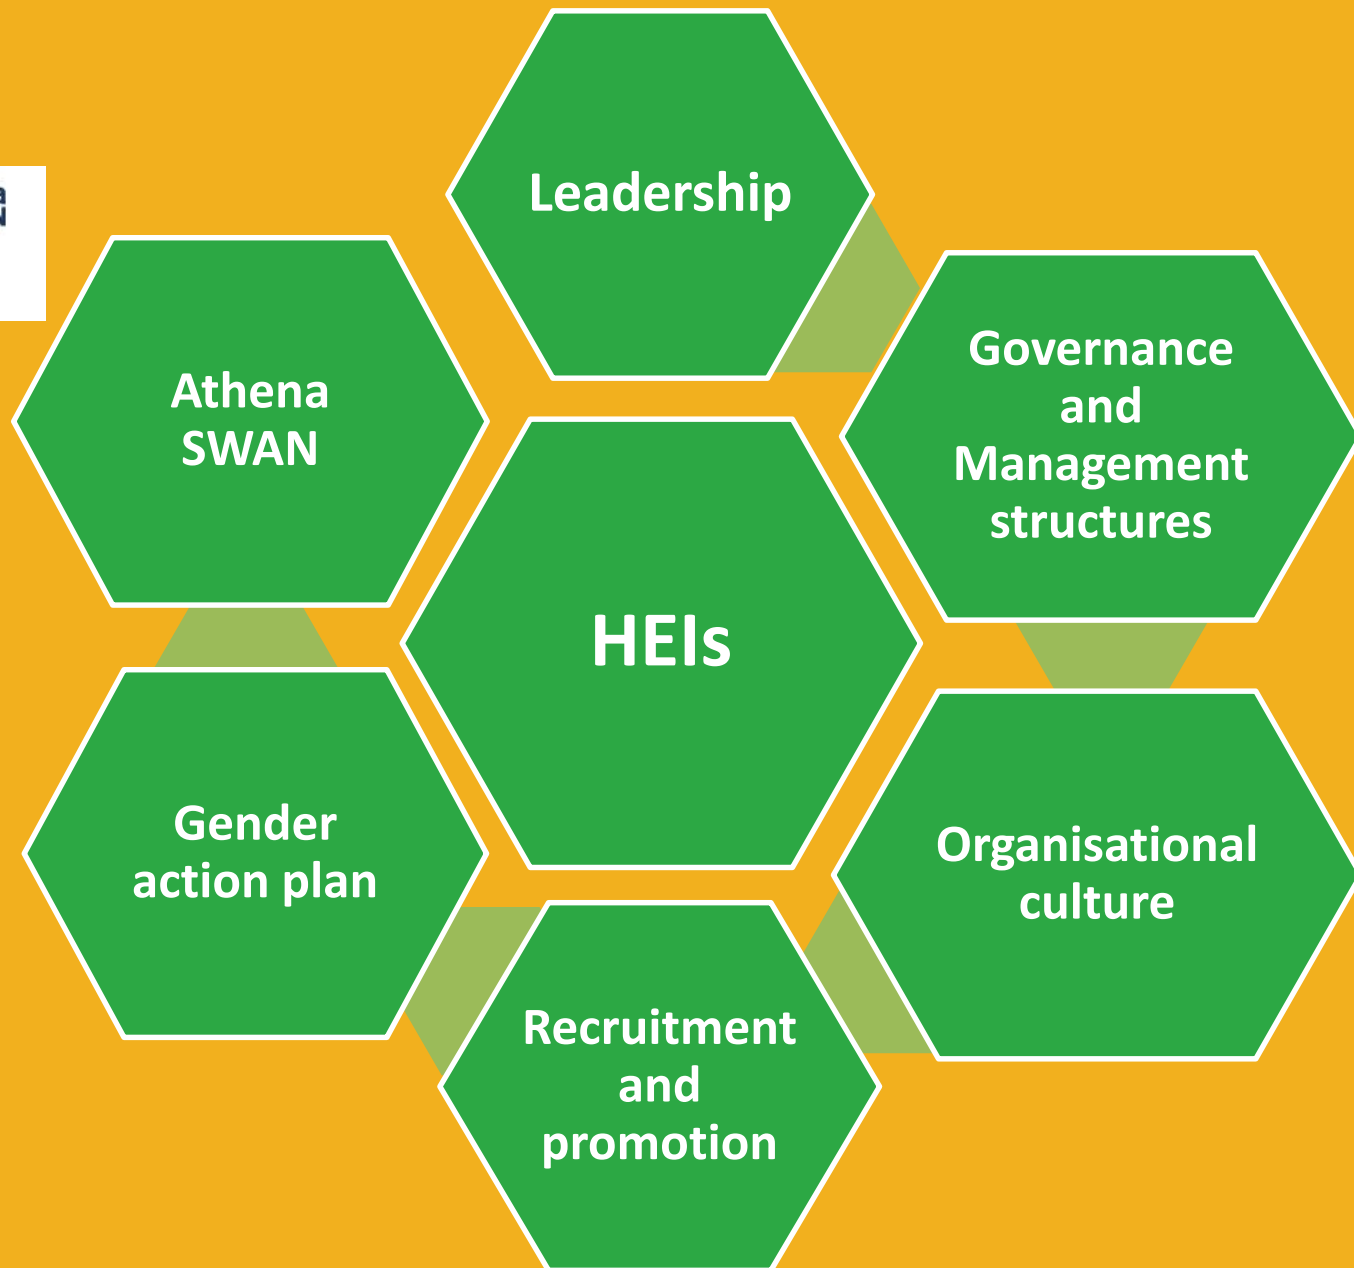 Leadership
Governance
and
Management
structures
Athena
SWAN
HEIs
Organisational
culture
Gender
action plan
Recruitment
and
promotion